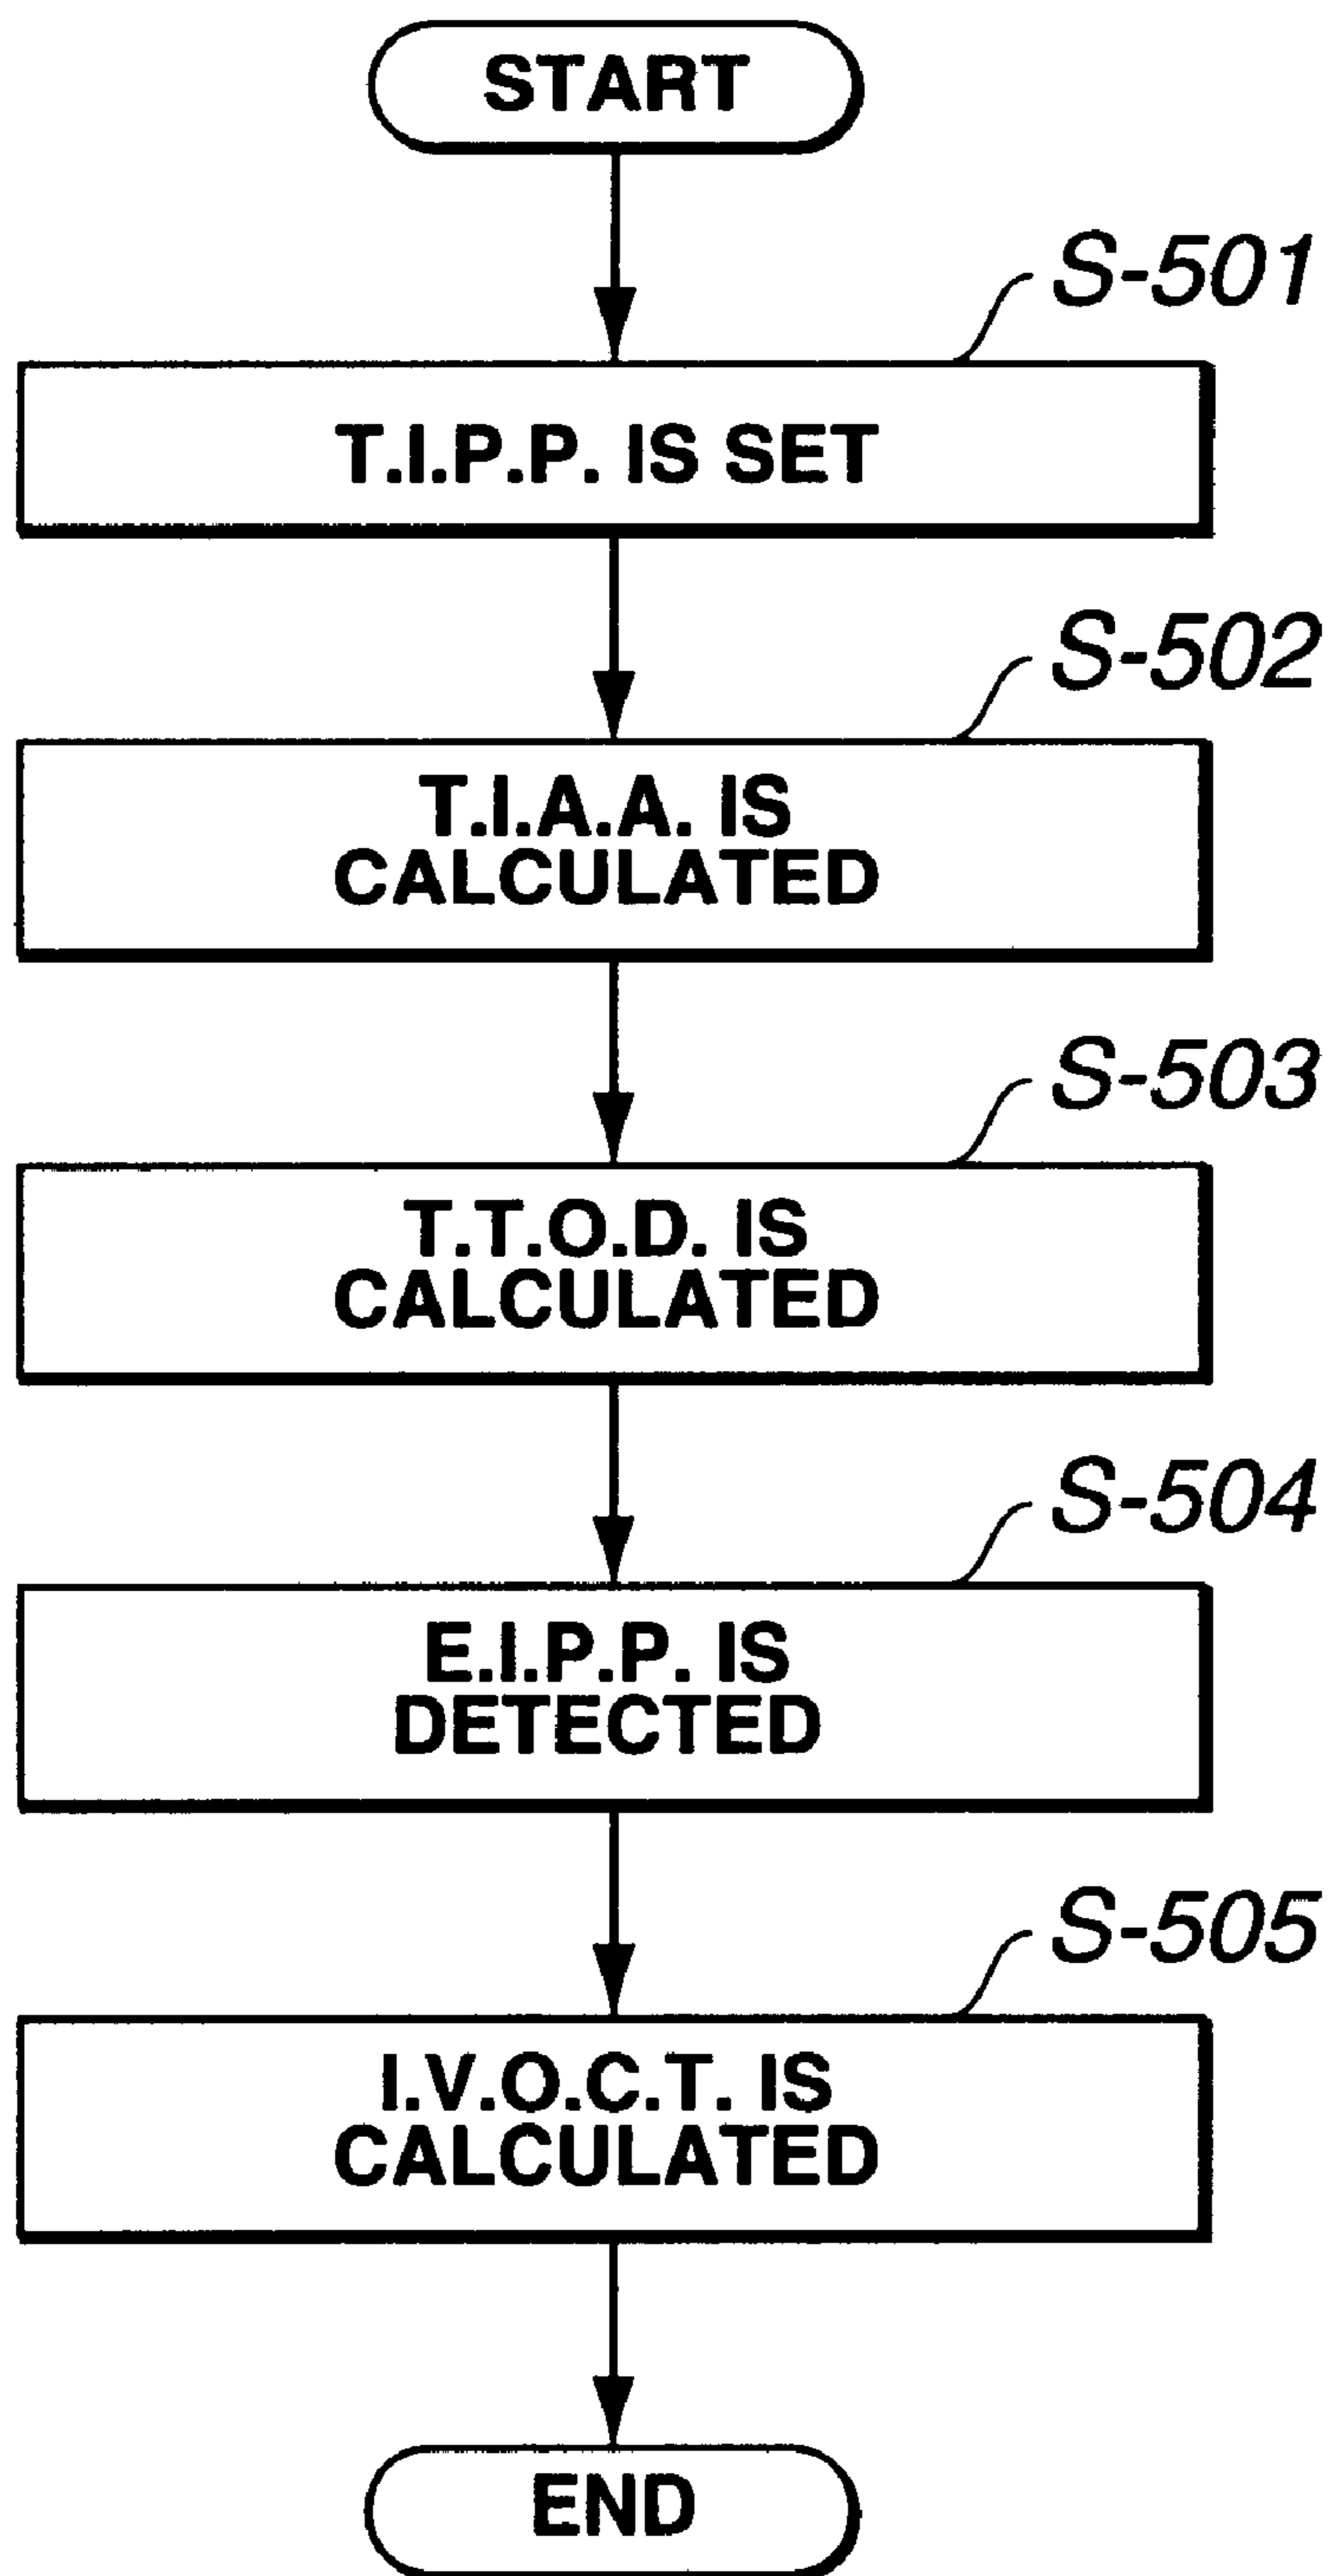 START
S-501
T.I.P.P. IS SET
S-502
T.I.A.A. IS
CALCULATED
S-503
T.T.O.D. IS
CALCULATED
S-504
E.I.P.P. IS
DETECTED
S-505
I.V.O.C.T. IS
CALCULATED
END